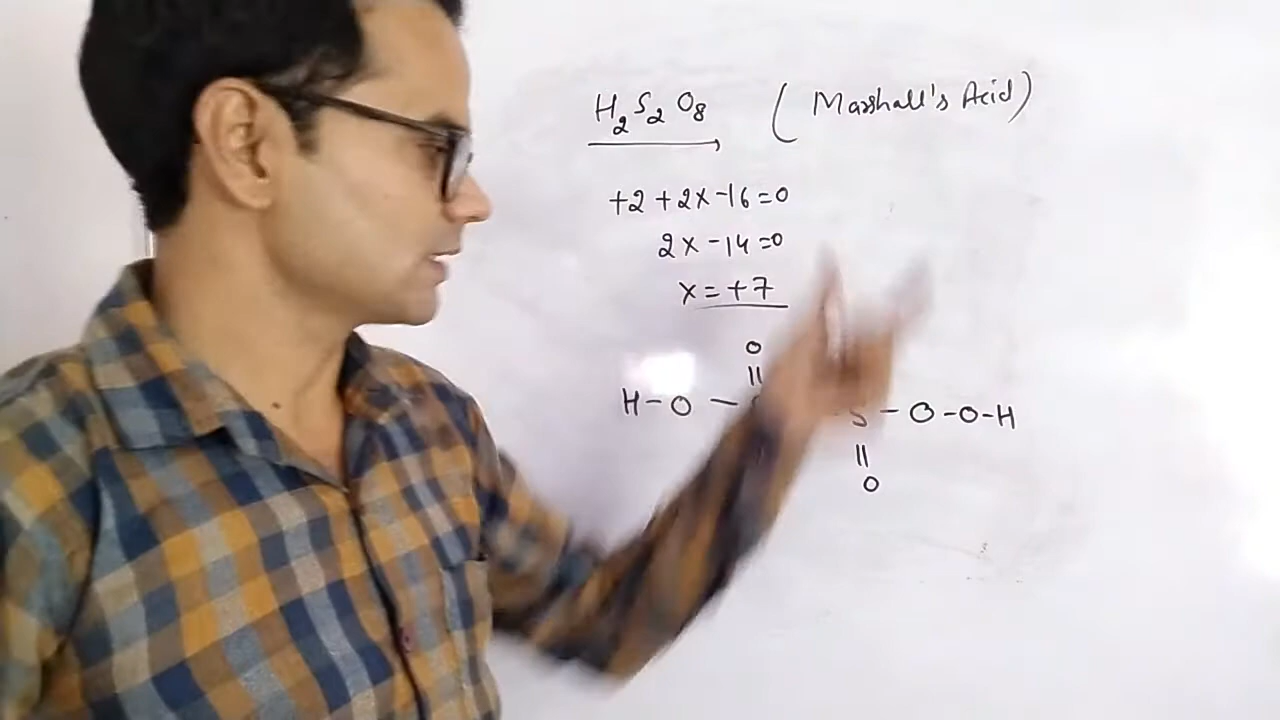 H2S2O8 (Marshall's Acid)
+2 + 2x - 16 = 0
2x - 14 = 0
x = +7
O
||
H - O - S - O - O - H
||
O